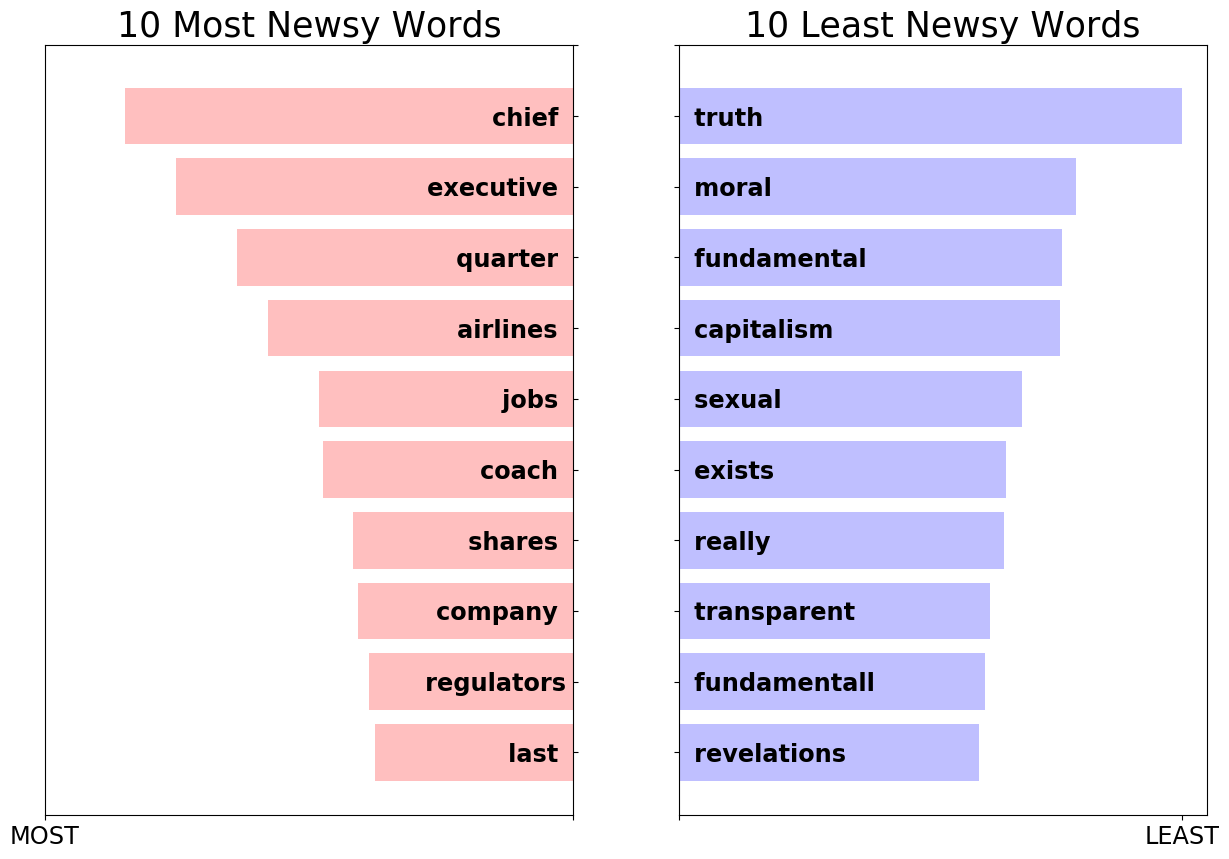 10 Most Newsy Words
chief
executive
quarter
airlines
jobs
coach
shares
company
regulators
last
MOST
10 Least Newsy Words
truth
moral
fundamental
capitalism
sexual
exists
really
transparent
fundamentall
revelations
LEAST